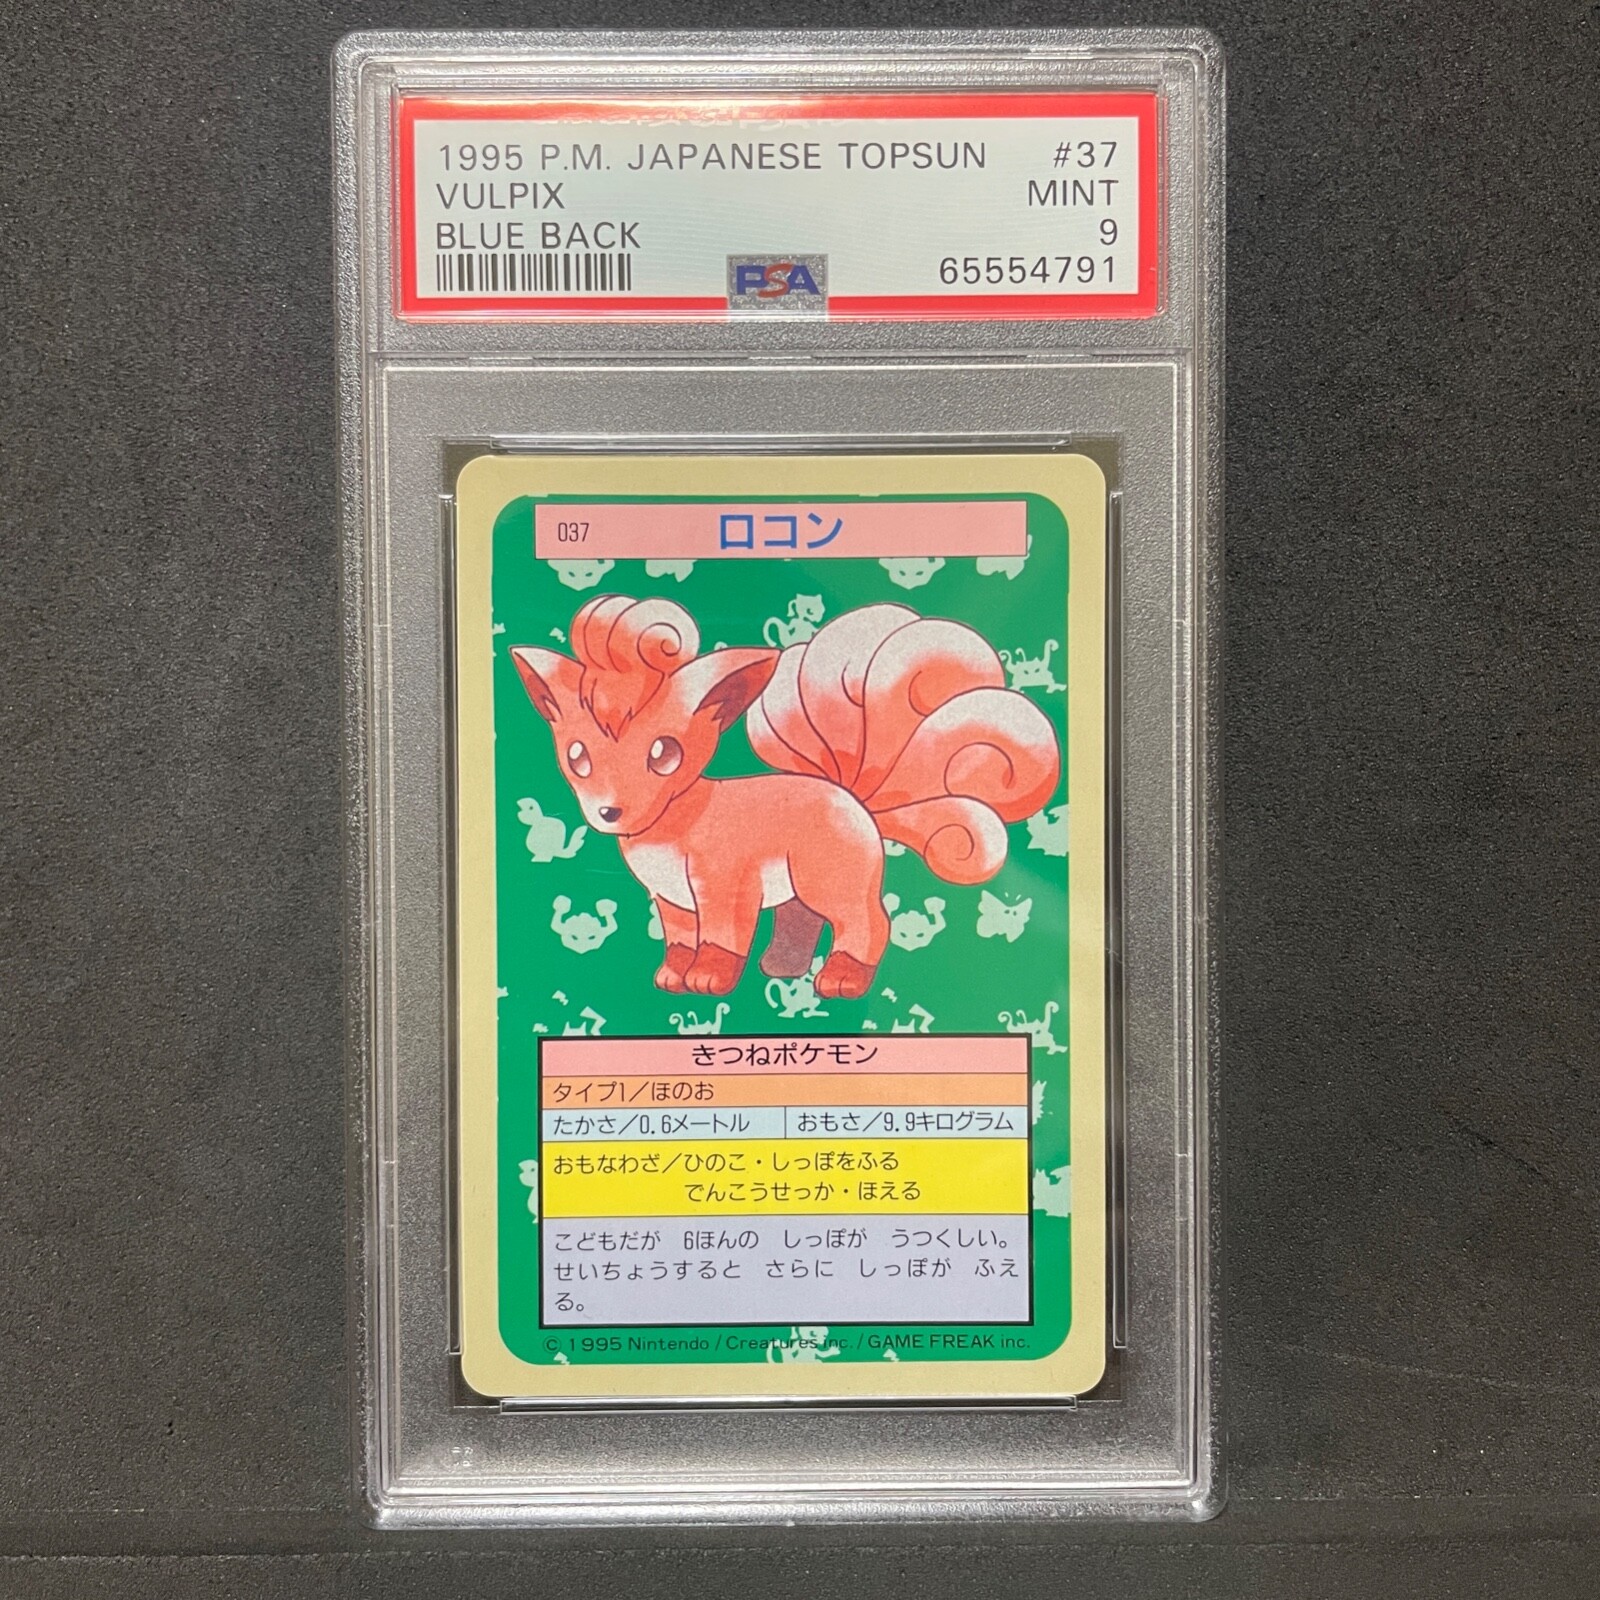 1995 P.M. JAPANESE TOPSUN #37
VULPIX MINT
BLUE BACK 9
PSA 65554791
037 ロコン
きつねポケモン
タイプ1／ほのお
たかさ／0.6メートル おもさ／9.9キログラム
おもなわざ／ひのこ・しっぽをふる
でんこうせっか・ほえる
こどもだが 6ほんの しっぽが うつくしい。
せいちょうすると さらに しっぽが ふえ
る。
© 1995 Nintendo / Creatures inc. / GAME FREAK inc.